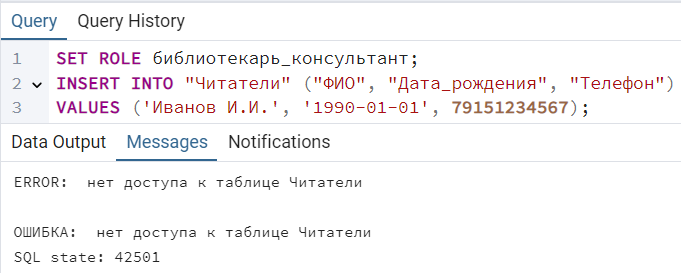 Query Query History
1 SET ROLE библиотекарь_консультант;
2 INSERT INTO "Читатели" ("ФИО", "Дата_рождения", "Телефон")
3 VALUES ('Иванов И.И.', '1990-01-01', 79151234567);
Data Output Messages Notifications
ERROR:  нет доступа к таблице Читатели
ОШИБКА:  нет доступа к таблице Читатели
SQL state: 42501